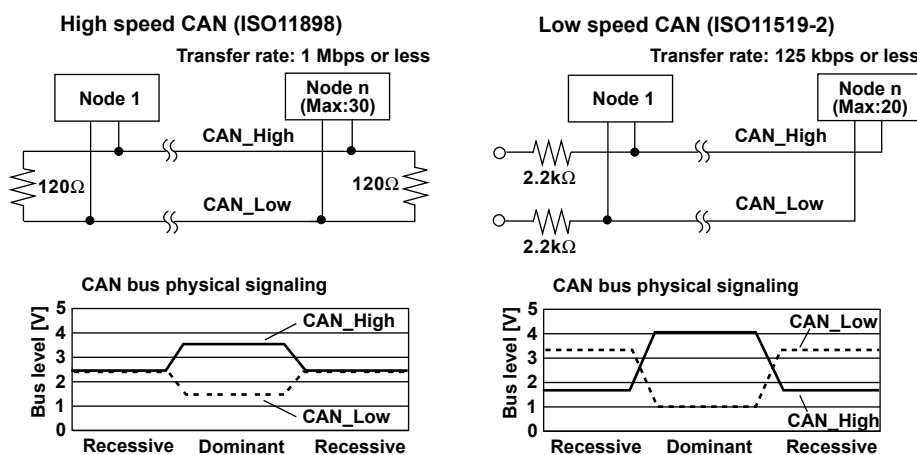 High speed CAN (ISO11898)
Transfer rate: 1 Mbps or less
Node 1
Node n
(Max:30)
CAN_High
120Ω
120Ω
CAN_Low
CAN bus physical signaling
Bus level [V]
5
4
3
2
1
0
CAN_High
CAN_Low
Recessive Dominant Recessive
Low speed CAN (ISO11519-2)
Transfer rate: 125 kbps or less
Node 1
Node n
(Max:20)
CAN_High
2.2kΩ
CAN_Low
2.2kΩ
CAN bus physical signaling
Bus level [V]
5
4
3
2
1
0
CAN_Low
CAN_High
Recessive Dominant Recessive